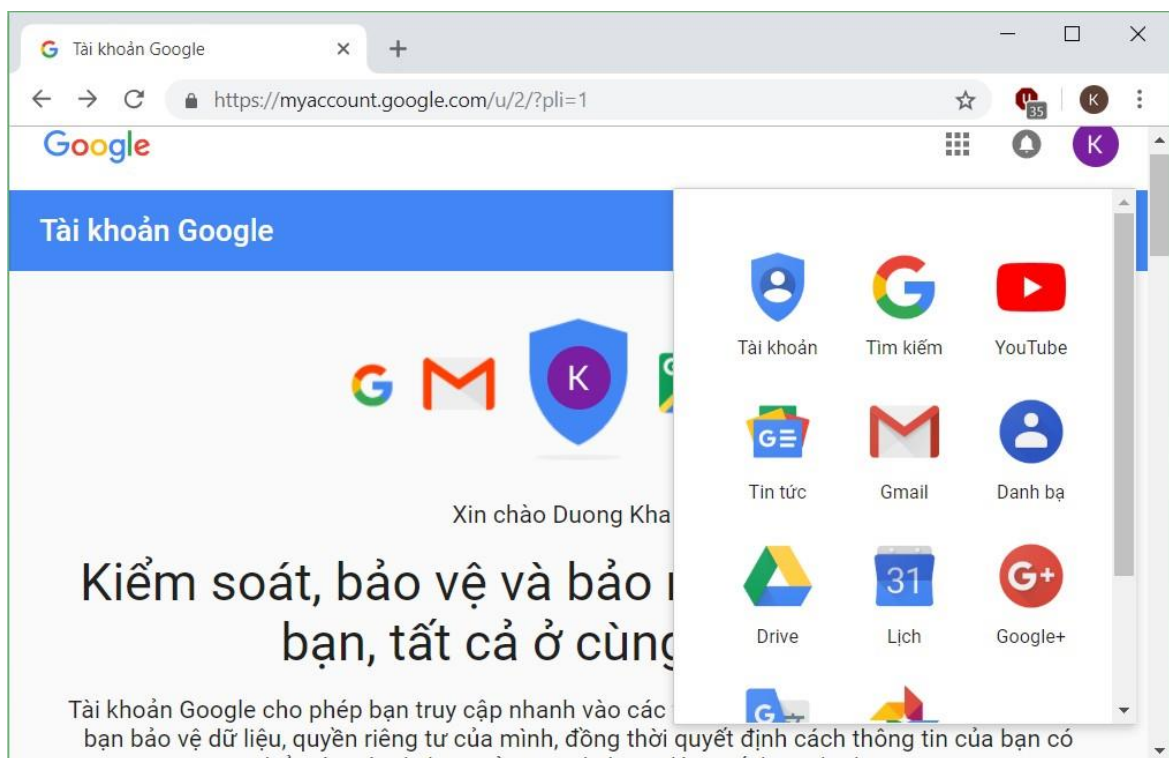 Tài khoản Google
https://myaccount.google.com/u/2/?pli=1
35
K
Google
K
Tài khoản Google
K
Xin chào Duong Kha
Kiểm soát, bảo vệ và bảo
bạn, tất cả ở cùng
Tài khoản Google cho phép bạn truy cập nhanh vào các
bạn bảo vệ dữ liệu, quyền riêng tư của mình, đồng thời quyết định cách thông tin của bạn có
Tài khoản Tìm kiếm YouTube
Tin tức Gmail Danh bạ
31 G+
Drive Lịch Google+